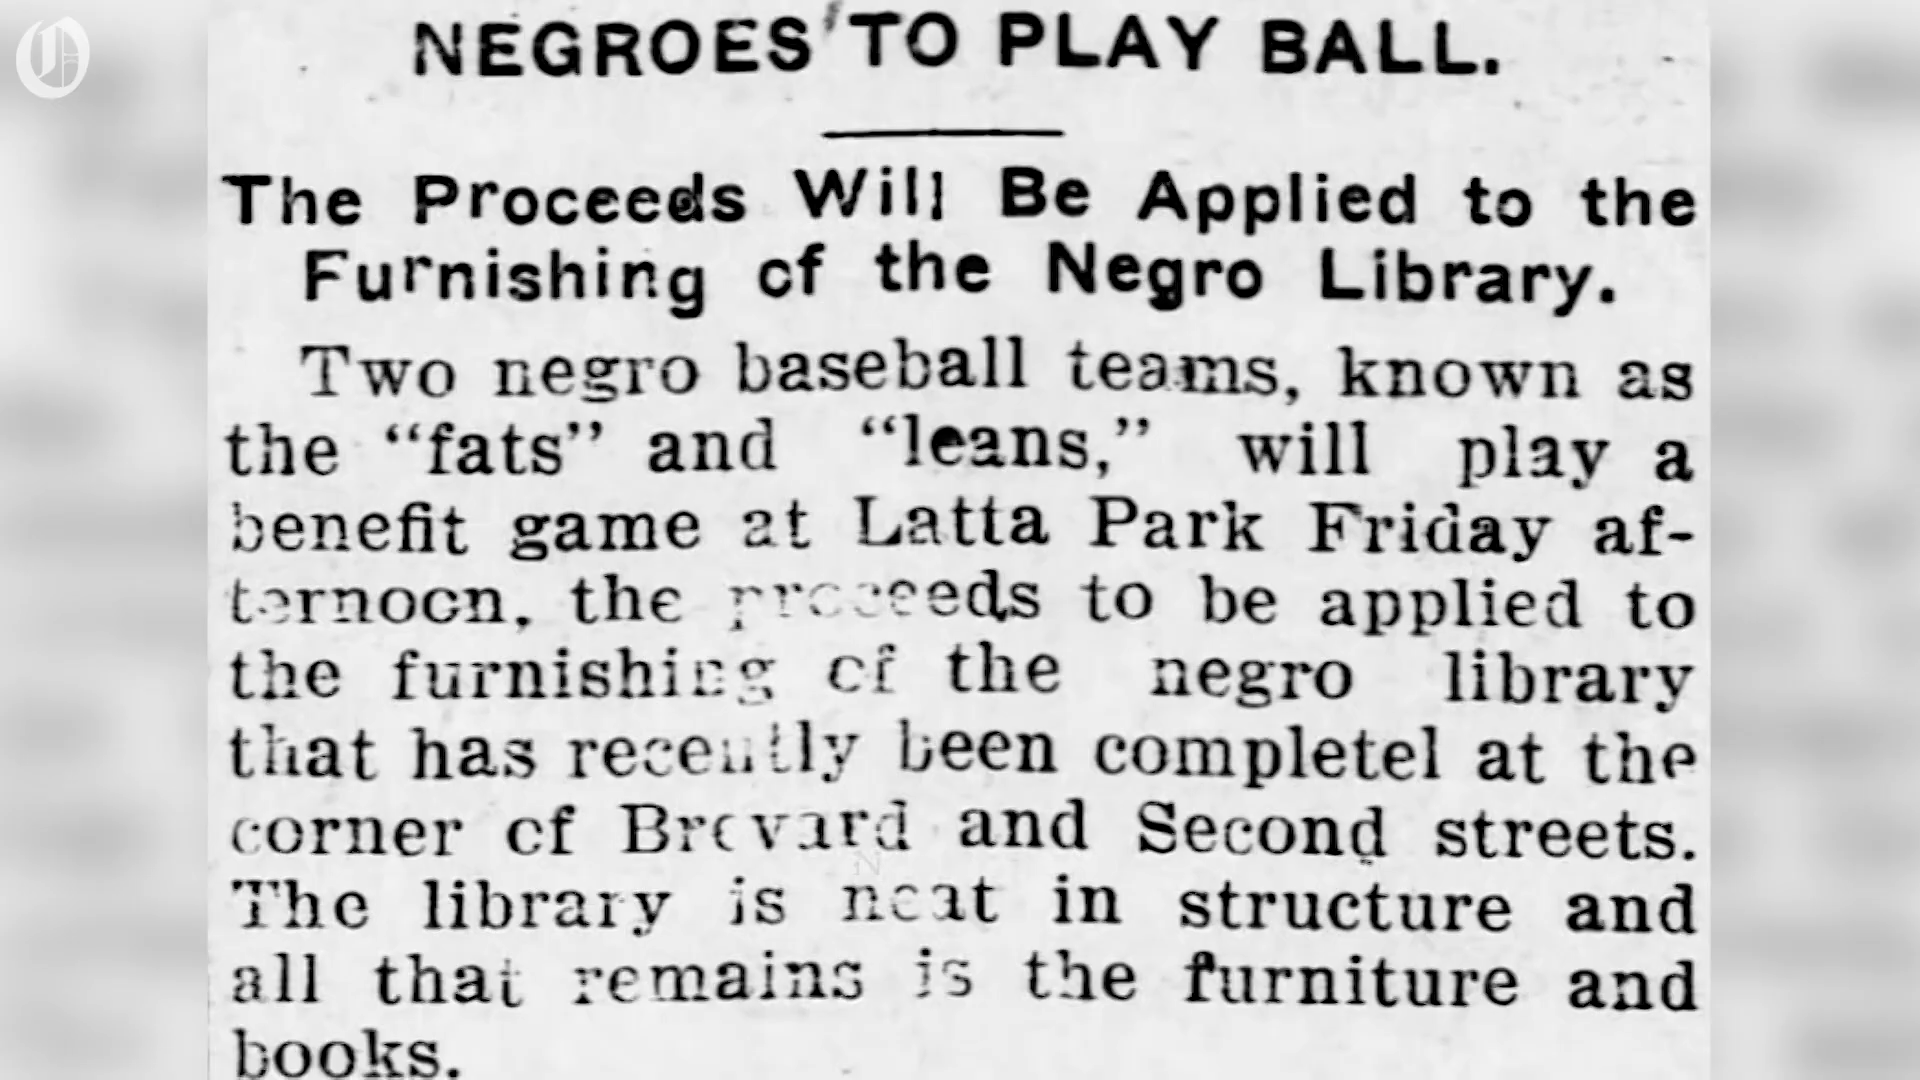 O
NEGROES TO PLAY BALL.
The Proceeds Will Be Applied to the
Furnishing of the Negro Library.
Two negro baseball teams, known as
the “fats” and “leans,” will play a
benefit game at Latta Park Friday af-
ternoon, the proceeds to be applied to
the furnishing of the negro library
that has recently been completel at the
corner of Brevard and Second streets.
The library is neat in structure and
all that remains is the furniture and
books.